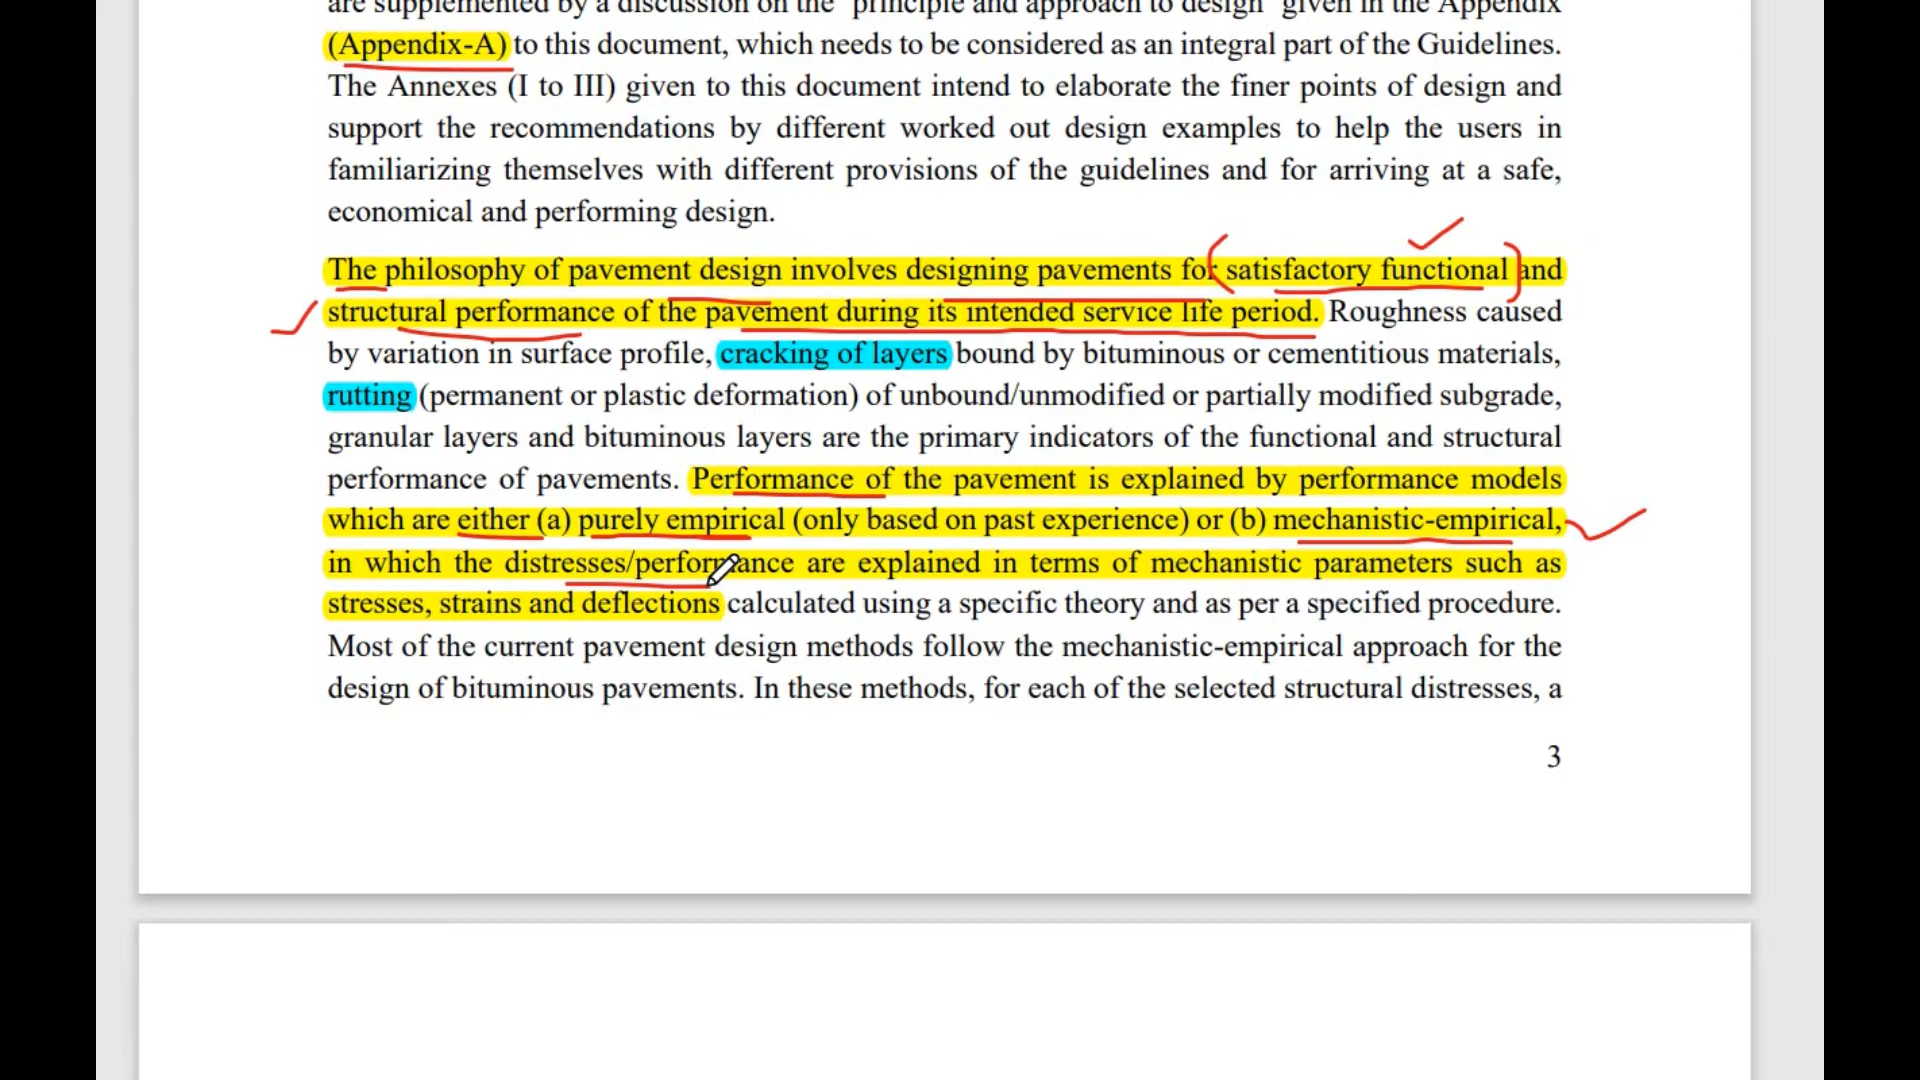 are supplemented by a discussion on the 'principle and approach to design' given in the Appendix
(Appendix-A) to this document, which needs to be considered as an integral part of the Guidelines.
The Annexes (I to III) given to this document intend to elaborate the finer points of design and
support the recommendations by different worked out design examples to help the users in
familiarizing themselves with different provisions of the guidelines and for arriving at a safe,
economical and performing design.
The philosophy of pavement design involves designing pavements for satisfactory functional and
structural performance of the pavement during its intended service life period. Roughness caused
by variation in surface profile, cracking of layers bound by bituminous or cementitious materials,
rutting (permanent or plastic deformation) of unbound/unmodified or partially modified subgrade,
granular layers and bituminous layers are the primary indicators of the functional and structural
performance of pavements. Performance of the pavement is explained by performance models
which are either (a) purely empirical (only based on past experience) or (b) mechanistic-empirical,
in which the distresses/performance are explained in terms of mechanistic parameters such as
stresses, strains and deflections calculated using a specific theory and as per a specified procedure.
Most of the current pavement design methods follow the mechanistic-empirical approach for the
design of bituminous pavements. In these methods, for each of the selected structural distresses, a
3